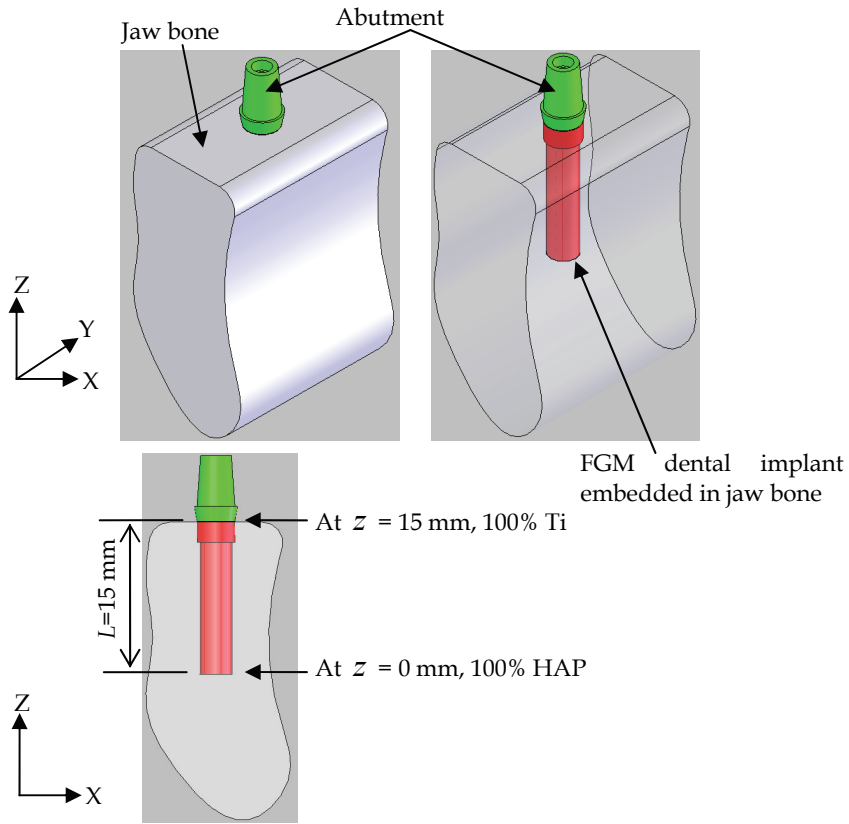 Abutment
Jaw bone
Z
Y
X
FGM dental implant
embedded in jaw bone
At z = 15 mm, 100% Ti
L=15 mm
At z = 0 mm, 100% HAP
Z
X